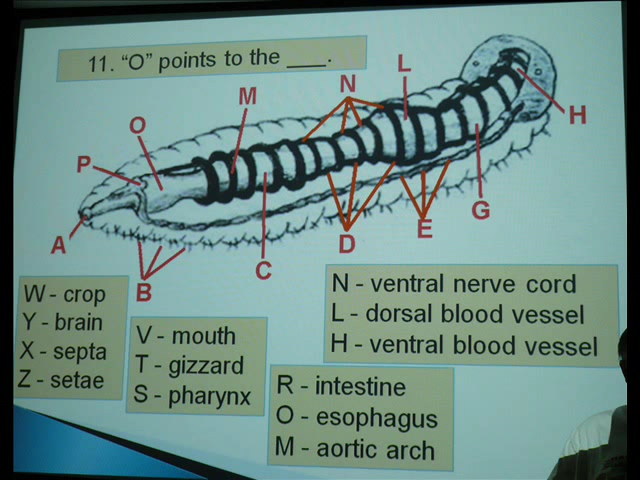 11. “O” points to the ___.
L
N
M
O
P
H
A
B
C
D
E
G
W - crop
Y - brain
X - septa
Z - setae
V - mouth
T - gizzard
S - pharynx
N - ventral nerve cord
L - dorsal blood vessel
H - ventral blood vessel
R - intestine
O - esophagus
M - aortic arch